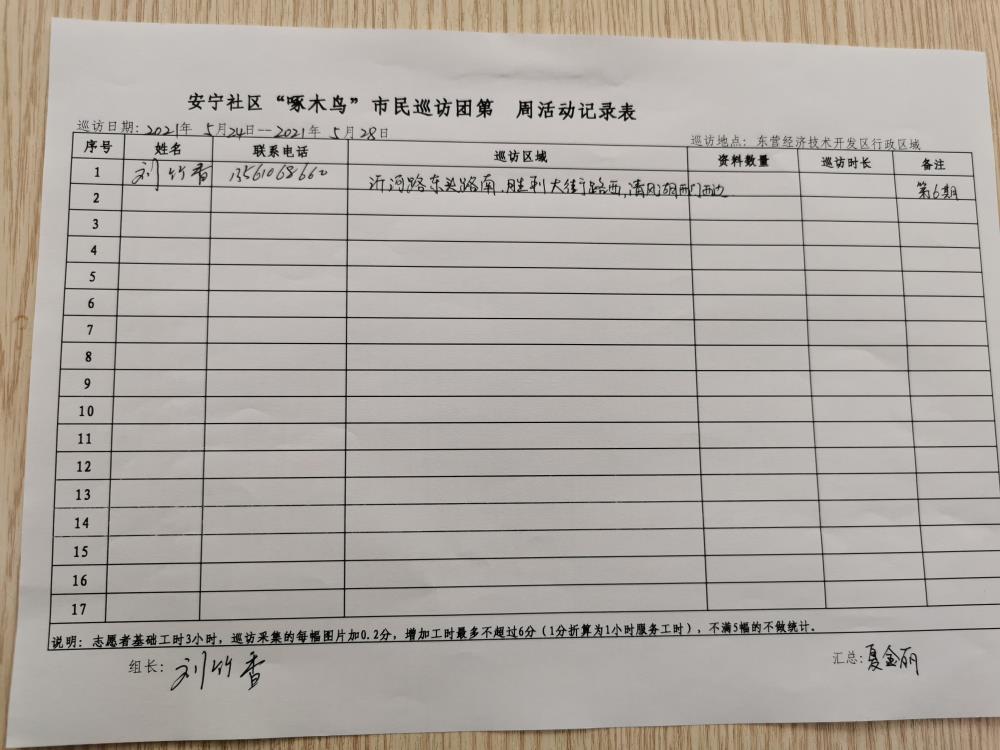 安宁社区“啄木鸟”市民巡访团第 周活动记录表
巡访日期：2021年 5月24日--2021年 5月28日 巡访地点：东营经济技术开发区行政区域
序号 姓名 联系电话 巡访区域 资料数量 巡访时长 备注
1 刘竹香 13561068660 沂河路东头路南，胜利大街路西，清风湖西门西边 第6期
2
3
4
5
6
7
8
9
10
11
12
13
14
15
16
17
说明：志愿者基础工时3小时，巡访采集的每幅图片加0.2分，增加工时最多不超过6分（1分折算为1小时服务工时），不满5幅的不做统计。
组长：刘竹香 汇总：夏金丽